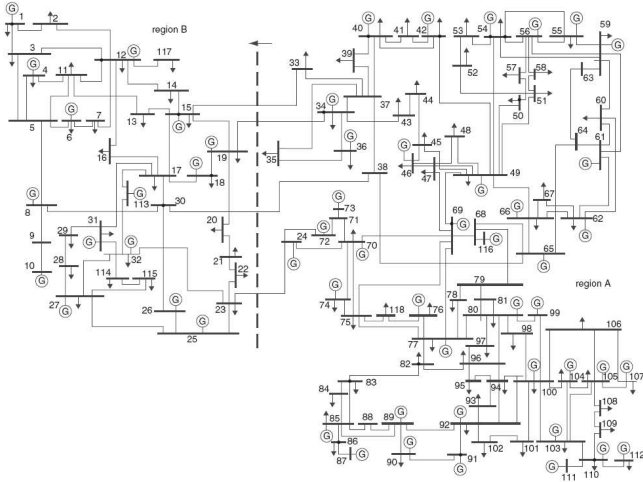 G G region B G G G G G 59
1 2 40 41 42 53 54 56 55 G
3 12 G 117 33 39 52 57 58 63
G 4 11 14 G 37 44 50 51 60
5 G 6 7 13 15 G 34 43 48 G 64 61
16 G 19 35 G 36 G 45 46 47 49 G G
17 G 18 38 G 67
G 113 G G 73 69 68 G 66 62 G
8 31 30 20 G 71 G 116 65 G
9 29 G G 24 72 70
10 28 32 21 G 79 region A
G 114 115 22 G G G 78 81 G G
27 G G 26 G 23 74 75 118 76 80 98 99 106
25 77 G 97
82 96 G G G
84 83 95 94 100 104 105 107 G
G 85 88 89 G G 93 108
G 86 92 G 109
87 G G 90 G 91 102 101 103 G 112
G 111 110